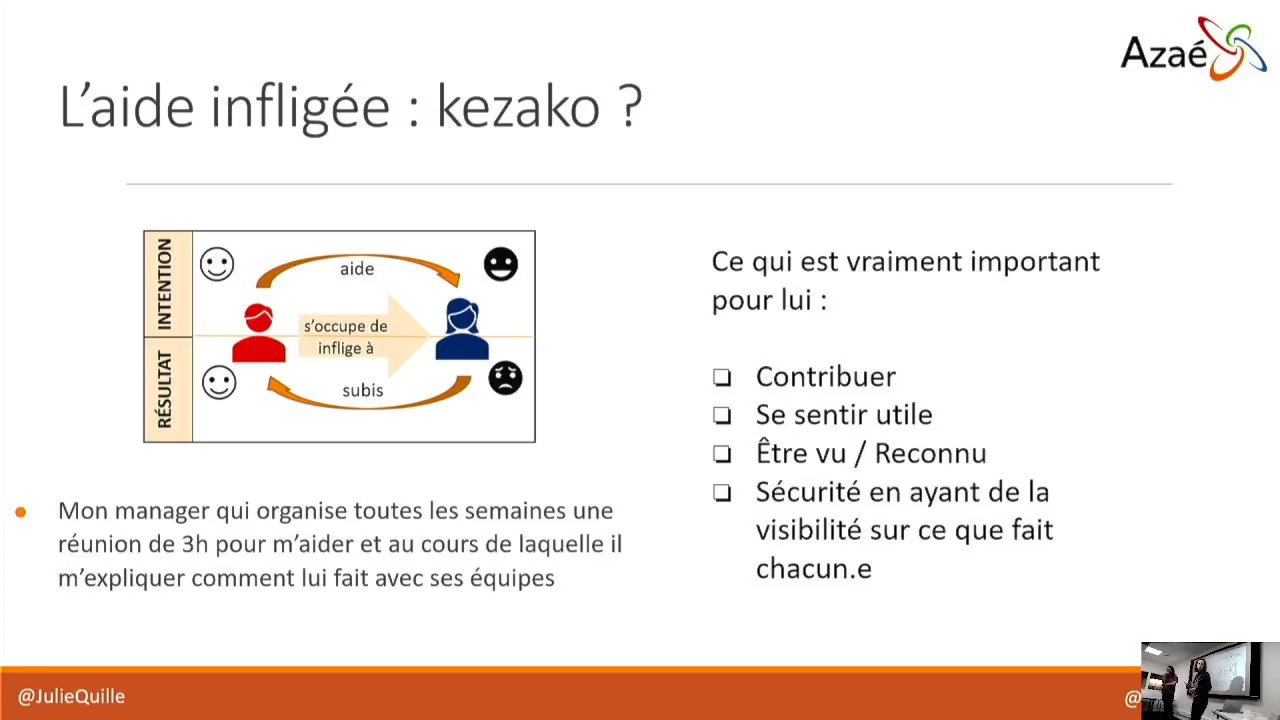 Azaé
L'aide infligée : kezako ?
INTENTION
RÉSULTAT
aide
s'occupe de
inflige à
subis
Mon manager qui organise toutes les semaines une
réunion de 3h pour m'aider et au cours de laquelle il
m'expliquer comment lui fait avec ses équipes
Ce qui est vraiment important
pour lui :
Contribuer
Se sentir utile
Être vu / Reconnu
Sécurité en ayant de la
visibilité sur ce que fait
chacun.e
@JulieQuille
@